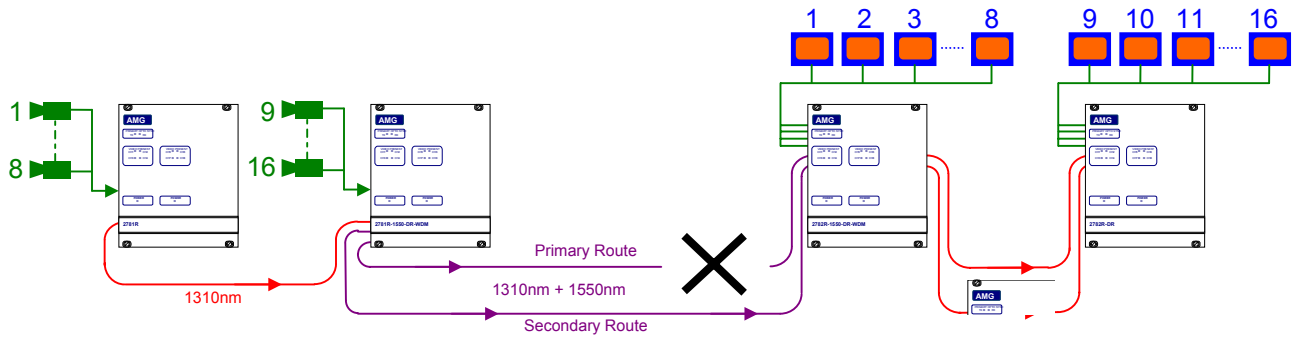 1 2 3 ...... 8
9 10 11 ...... 16
1
8
9
16
AMG
AMG
AMG
AMG
2781R
2781R-1550-DR-WDM
2782R-1550-DR-WDM
2782R-DR
Primary Route
1310nm
1310nm + 1550nm
Secondary Route
AMG